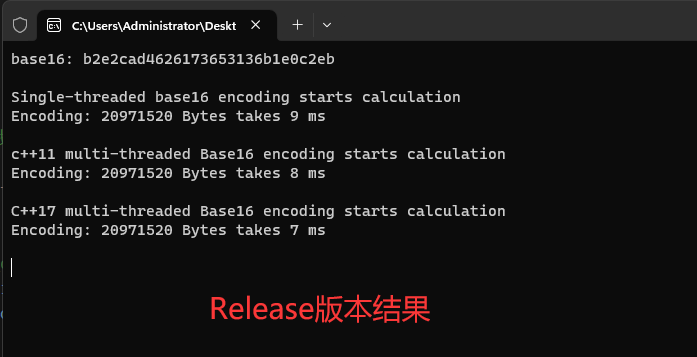 C:\Users\Administrator\Deskt
base16: b2e2cad4626173653136b1e0c2eb
Single-threaded base16 encoding starts calculation
Encoding: 20971520 Bytes takes 9 ms
c++11 multi-threaded Base16 encoding starts calculation
Encoding: 20971520 Bytes takes 8 ms
C++17 multi-threaded Base16 encoding starts calculation
Encoding: 20971520 Bytes takes 7 ms
Release版本结果